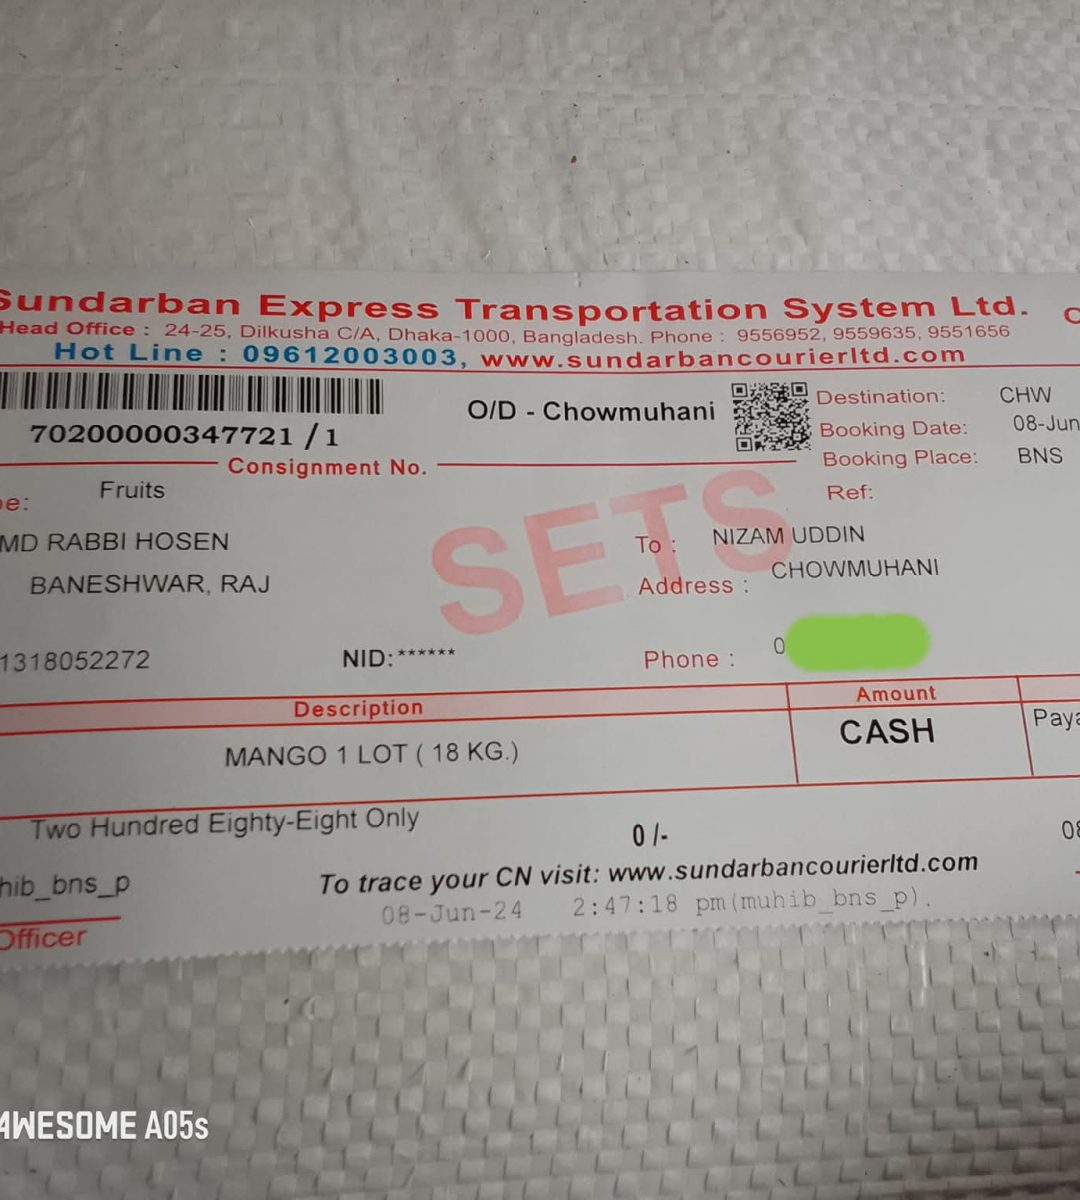 Sundarban Express Transportation System Ltd.
Head Office : 24-25, Dilkusha C/A, Dhaka-1000, Bangladesh. Phone : 9556952, 9559635, 9551656
Hot Line : 09612003003, www.sundarbancourierltd.com
O/D - Chowmuhani
Destination: CHW
70200000347721 / 1
Booking Date: 08-Jun
Consignment No.
Booking Place: BNS
Fruits
Ref:
SETS
MD RABBI HOSEN
To : NIZAM UDDIN
BANESHWAR, RAJ
Address : CHOWMUHANI
1318052272
NID:******
Phone : 0
Description
Amount
MANGO 1 LOT ( 18 KG.)
CASH
Two Hundred Eighty-Eight Only
0 /-
08
hib_bns_p
To trace your CN visit: www.sundarbancourierltd.com
08-Jun-24 2:47:18 pm(muhib_bns_p).
Officer
AWESOME A05s